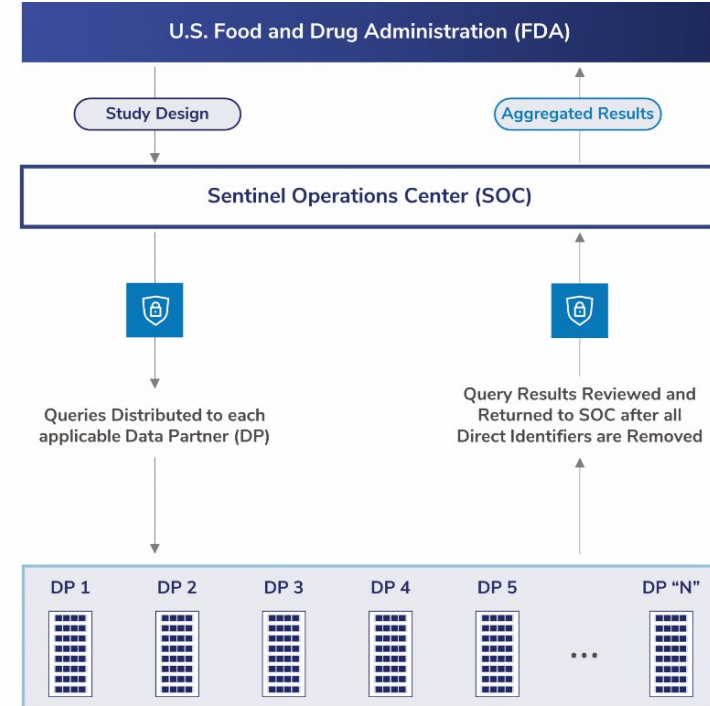 U.S. Food and Drug Administration (FDA)
Study Design
Aggregated Results
Sentinel Operations Center (SOC)
Queries Distributed to each
applicable Data Partner (DP)
Query Results Reviewed and
Returned to SOC after all
Direct Identifiers are Removed
DP 1
DP 2
DP 3
DP 4
DP 5
...
DP “N”